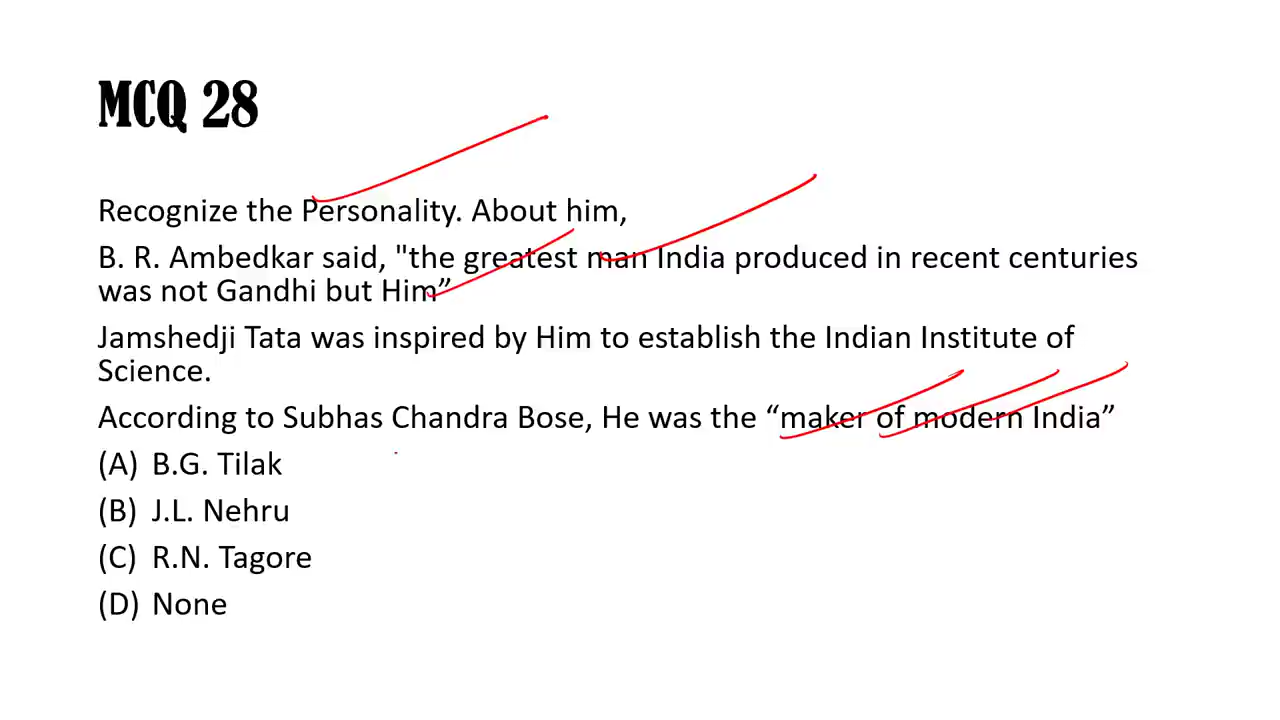 MCQ 28
Recognize the Personality. About him,
B. R. Ambedkar said, "the greatest man India produced in recent centuries
was not Gandhi but Him”
Jamshedji Tata was inspired by Him to establish the Indian Institute of
Science.
According to Subhas Chandra Bose, He was the “maker of modern India”
(A) B.G. Tilak
(B) J.L. Nehru
(C) R.N. Tagore
(D) None